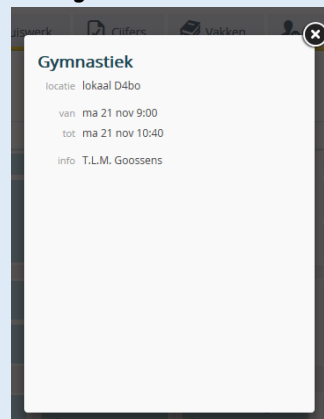 uiswerk Cijfers Vakken
Gymnastiek
locatie lokaal D4bo
van ma 21 nov 9:00
tot ma 21 nov 10:40
info T.L.M. Goossens